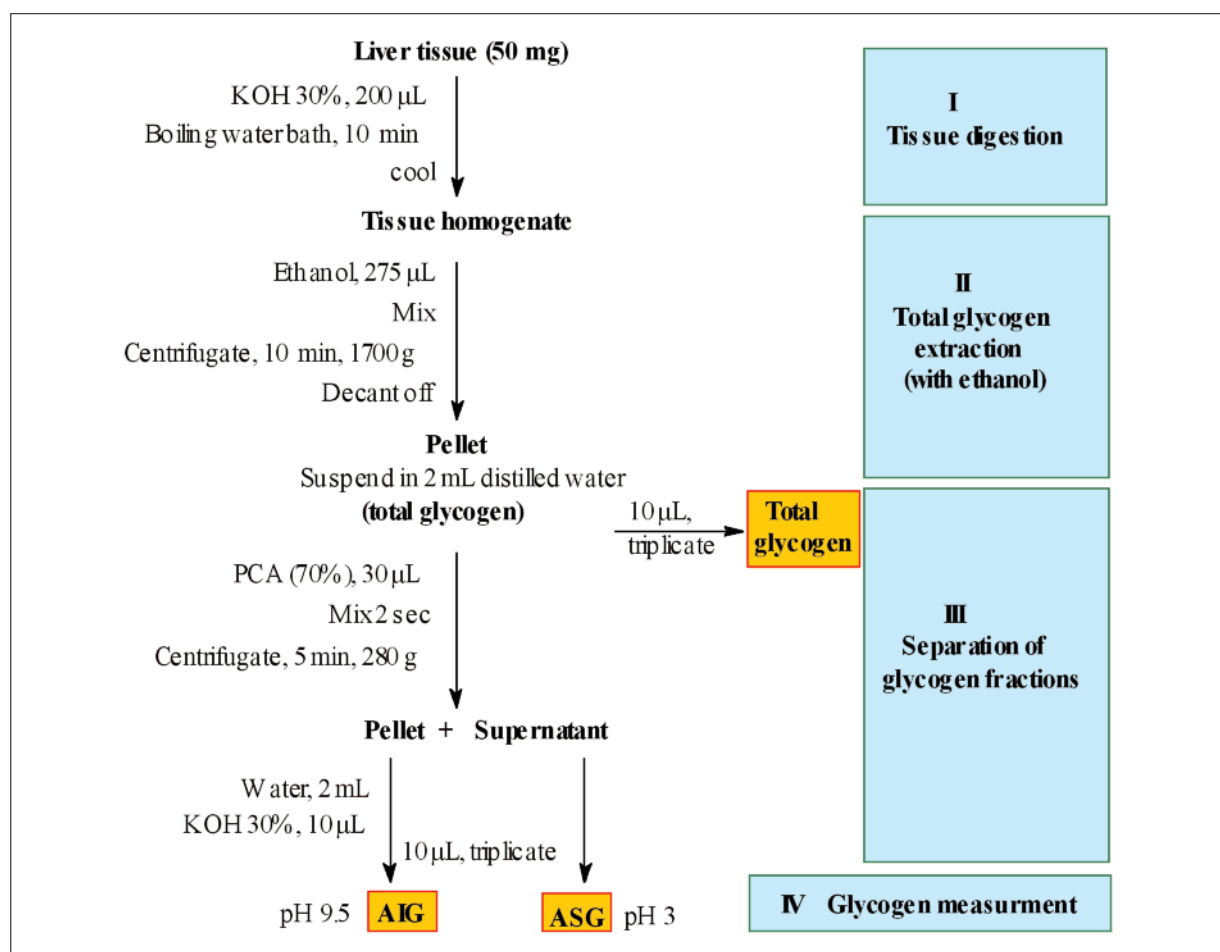 Liver tissue (50 mg)
KOH 30%, 200 μL
Boiling water bath, 10 min
cool
Tissue homogenate
Ethanol, 275 μL
Mix
Centrifugate, 10 min, 1700 g
Decant off
Pellet
Suspend in 2 mL distilled water
(total glycogen)
10 μL,
triplicate
Total
glycogen
PCA (70%), 30 μL
Mix 2 sec
Centrifugate, 5 min, 280 g
Pellet + Supernatant
Water, 2 mL
KOH 30%, 10 μL
10 μL, triplicate
pH 9.5 AIG
ASG pH 3
I
Tissue digestion
II
Total glycogen
extraction
(with ethanol)
III
Separation of
glycogen fractions
IV Glycogen measurment